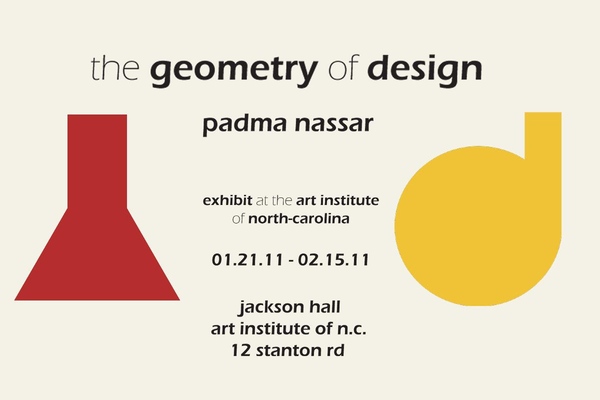 the geometry of design
padma nassar
exhibit at the art institute
of north-carolina
01.21.11 - 02.15.11
jackson hall
art institute of n.c.
12 stanton rd